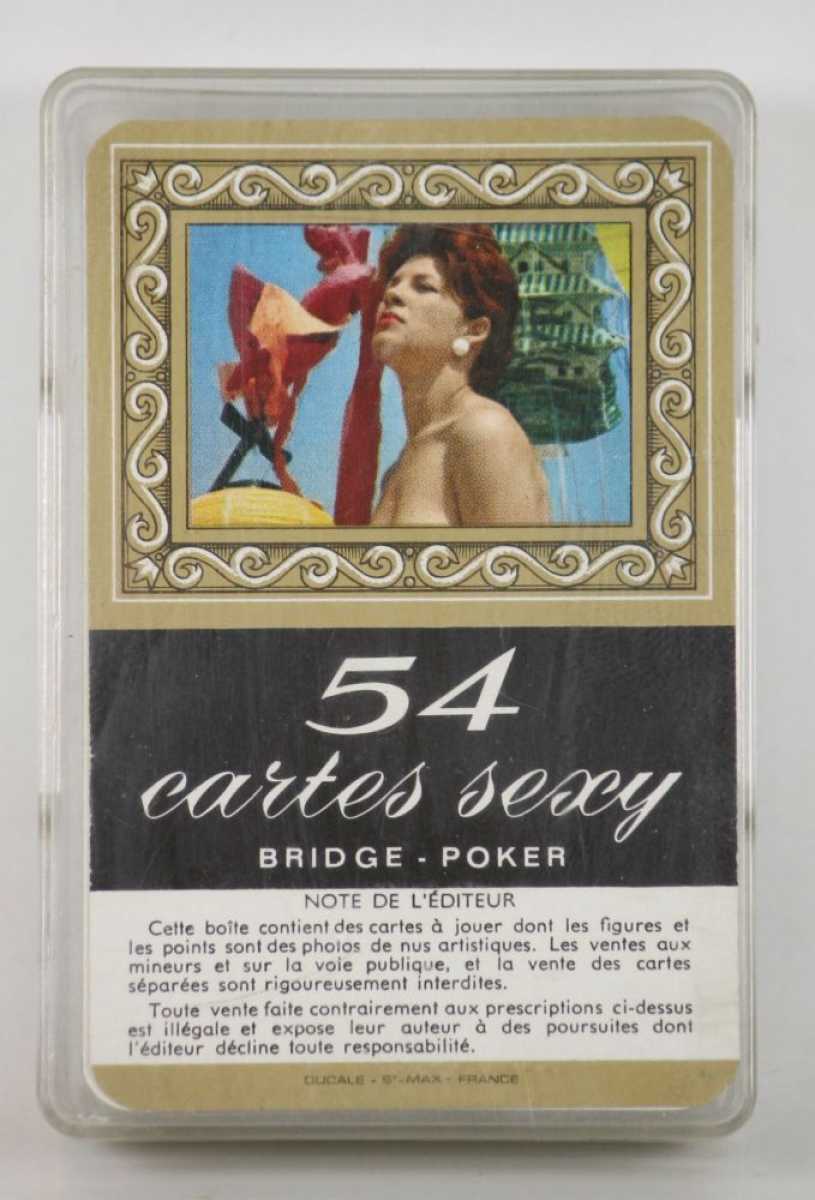 54
cartes sexy
BRIDGE - POKER
NOTE DE L'ÉDITEUR
Cette boîte contient des cartes à jouer dont les figures et
les points sont des photos de nus artistiques. Les ventes aux
mineurs et sur la voie publique, et la vente des cartes
séparées sont rigoureusement interdites.
Toute vente faite contrairement aux prescriptions ci-dessus
est illégale et expose leur auteur à des poursuites dont
l'éditeur décline toute responsabilité.
DUCALE - ST-MAX - FRANCE